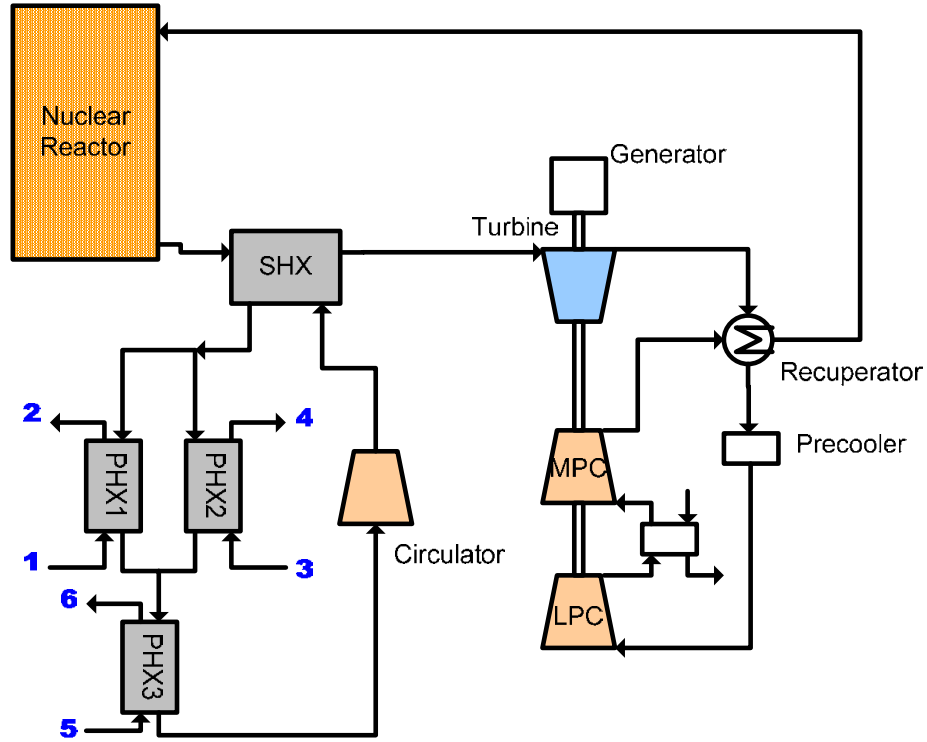 Nuclear
Reactor
Generator
Turbine
SHX
Recuperator
2
4
Precooler
PHX1
PHX2
MPC
1
3
Circulator
6
LPC
PHX3
5